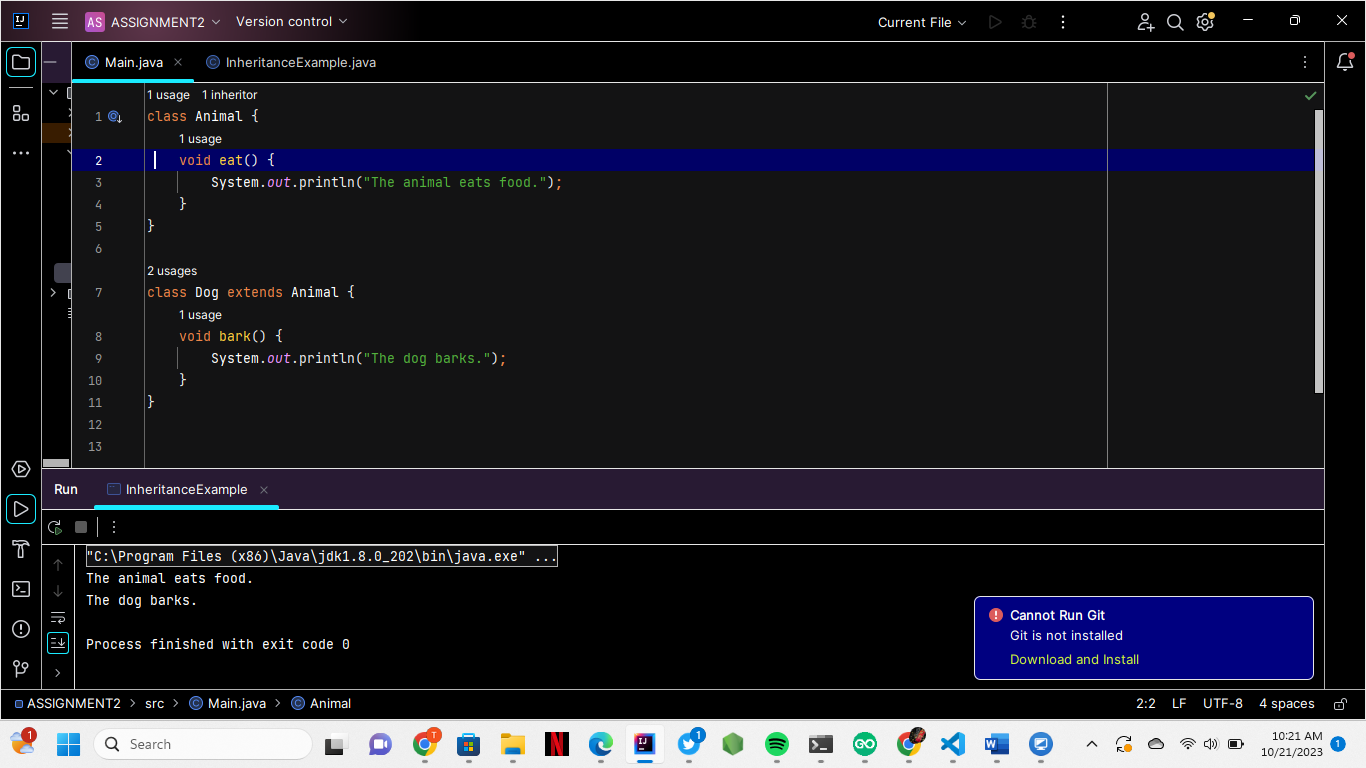 AS ASSIGNMENT2 Version control Current File
Main.java InheritanceExample.java
1 usage 1 inheritor
1 class Animal {
1 usage
2 void eat() {
3 System.out.println("The animal eats food.");
4 }
5 }
6
2 usages
7 class Dog extends Animal {
1 usage
8 void bark() {
9 System.out.println("The dog barks.");
10 }
11 }
12
13
Run InheritanceExample
"C:\Program Files (x86)\Java\jdk1.8.0_202\bin\java.exe" ...
The animal eats food.
The dog barks.
Process finished with exit code 0
Cannot Run Git
Git is not installed
Download and Install
ASSIGNMENT2 > src > Main.java > Animal 2:2 LF UTF-8 4 spaces
1 Search T IJ 1 GO W 10:21 AM
10/21/2023 1